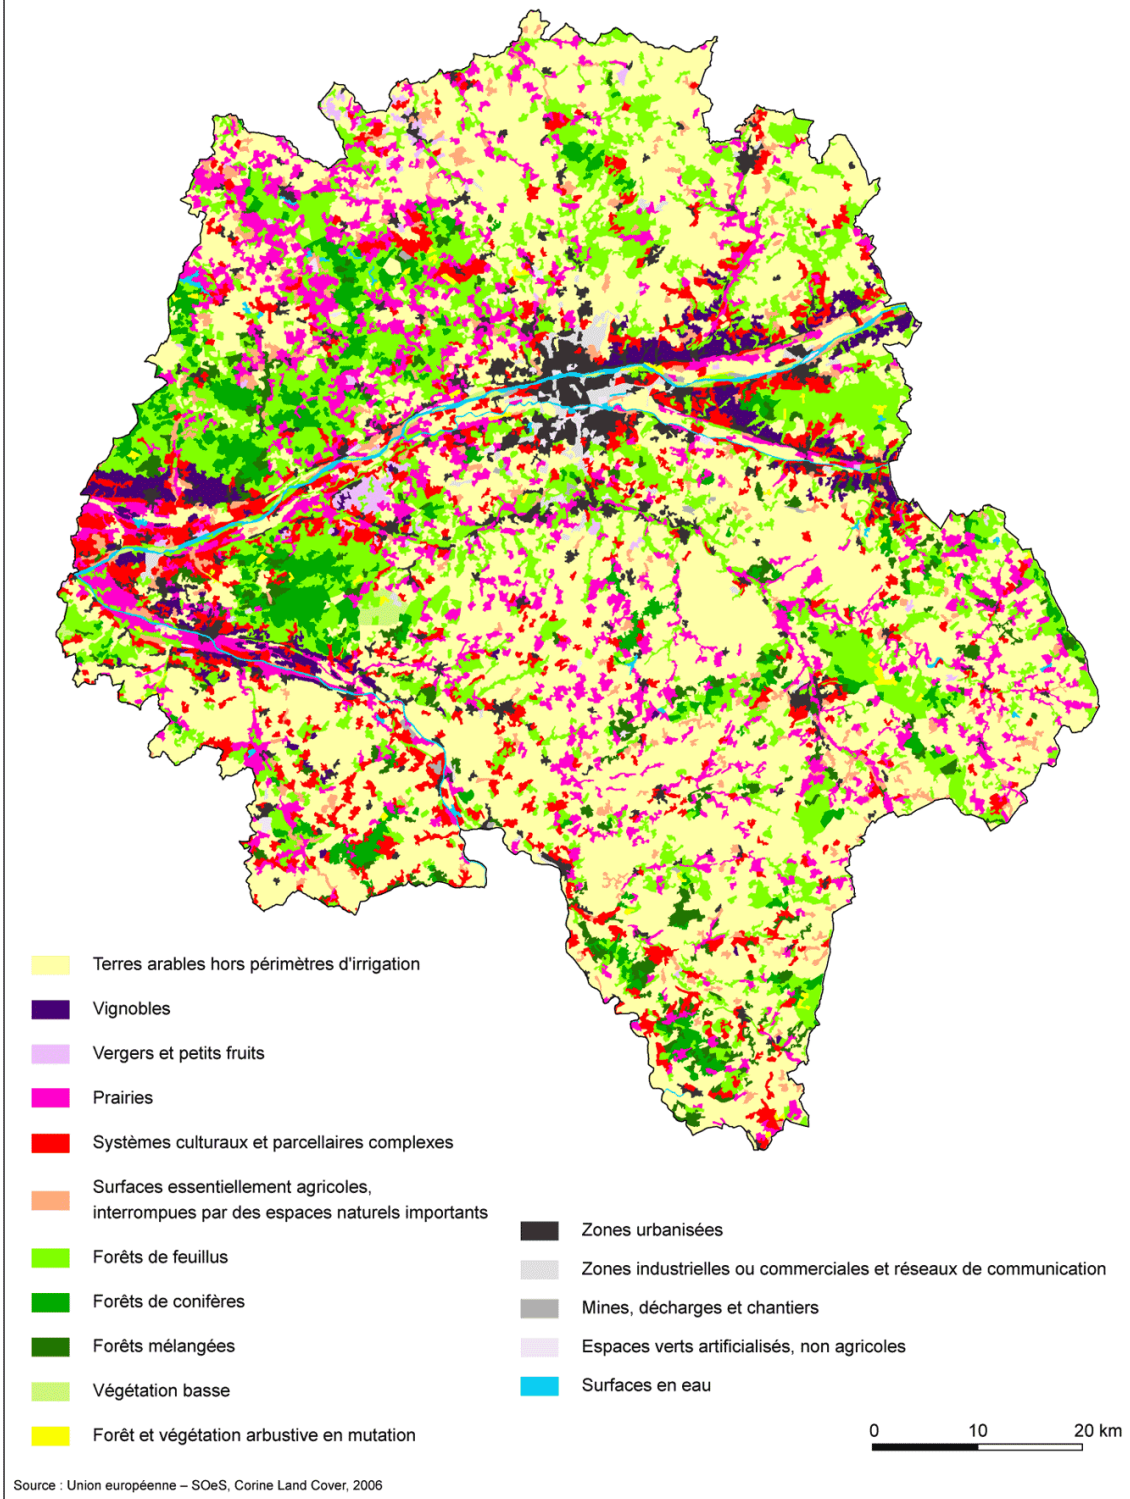 Terres arables hors périmètres d'irrigation
Vignobles
Vergers et petits fruits
Prairies
Systèmes culturaux et parcellaires complexes
Surfaces essentiellement agricoles,
interrompues par des espaces naturels importants
Forêts de feuillus
Forêts de conifères
Forêts mélangées
Végétation basse
Forêt et végétation arbustive en mutation
Zones urbanisées
Zones industrielles ou commerciales et réseaux de communication
Mines, décharges et chantiers
Espaces verts artificialisés, non agricoles
Surfaces en eau
0 10 20 km
Source : Union européenne – SOeS, Corine Land Cover, 2006